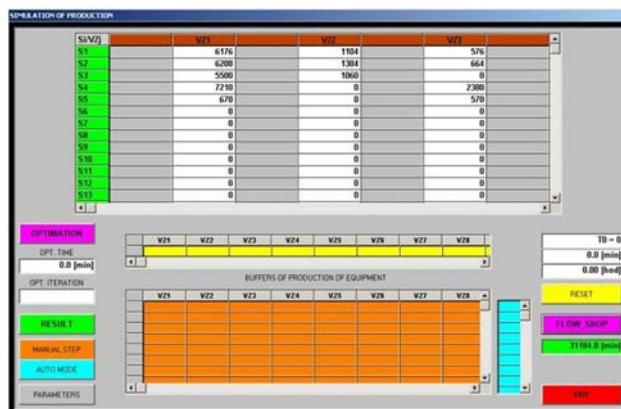 SIMULATION OF PRODUCTION
Si/VZj VZ1 VZ2 VZ3
S1 6176 1104 576
S2 6200 1304 664
S3 5500 1060 0
S4 7210 0 2380
S5 670 0 570
S6 0 0 0
S7 0 0 0
S8 0 0 0
S9 0 0 0
S10 0 0 0
S11 0 0 0
S12 0 0 0
S13 0 0 0
OPTIMATION
OPT. TIME
0.0 [min]
OPT. ITERATION
RESULT
MANUAL STEP
AUTO MODE
PARAMETERS
VZ1 VZ2 VZ3 VZ4 VZ5 VZ6 VZ7 VZ8
BUFFERS OF PRODUCTION OF EQUIPMENT
VZ1 VZ2 VZ3 VZ4 VZ5 VZ6 VZ7 VZ8
T0 = 0
0.0 [min]
0.00 [hod]
RESET
FLOW_SHOP
31104.0 [min]
EXIT